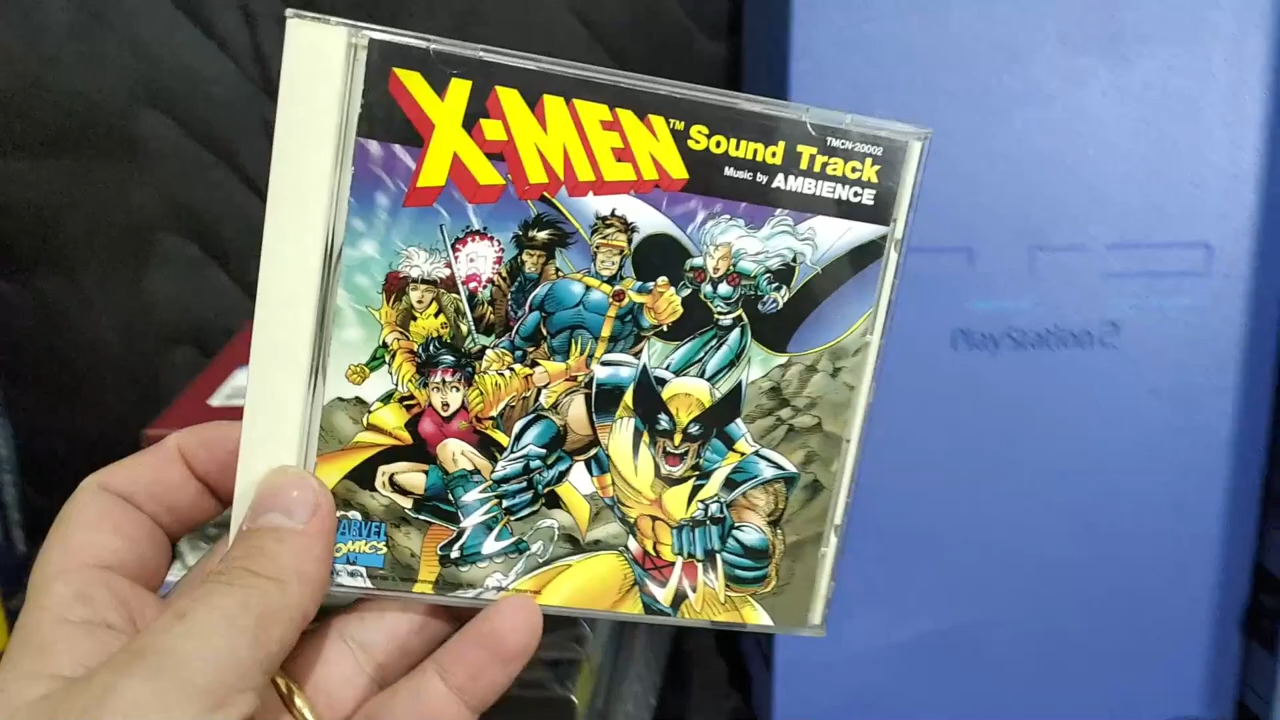 X-MEN™ Sound Track
TMCN-20002
Music by AMBIENCE
MARVEL
COMICS
PlayStation 2